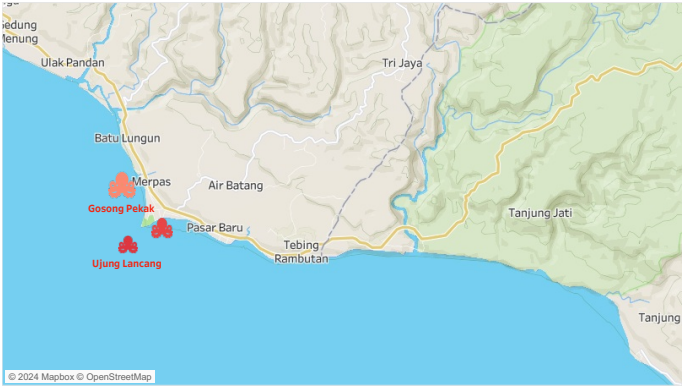 Gedung
Menung
Ulak Pandan
Tri Jaya
Batu Lungun
Merpas
Air Batang
Gosong Pekak
Tanjung Jati
Pasar Baru
Tebing
Rambutan
Ujung Lancang
Tanjung
© 2024 Mapbox © OpenStreetMap